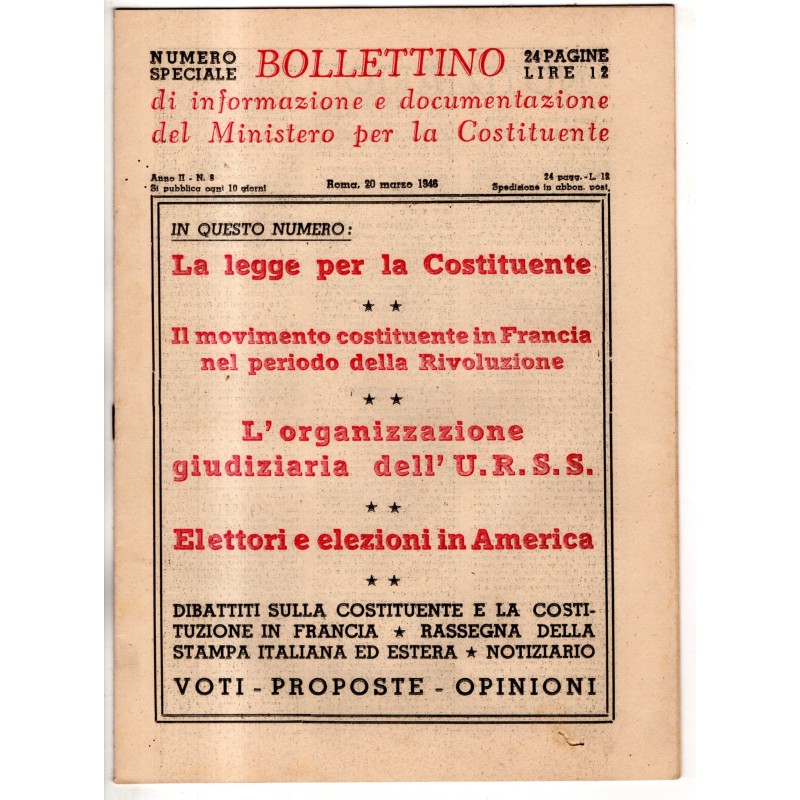 NUMERO SPECIALE BOLLETTINO 24 PAGINE LIRE 12
di informazione e documentazione
del Ministero per la Costituente
Anno II - N. 8 Roma, 20 marzo 1946 24 pagg. - L. 12
Si pubblica ogni 10 giorni Spedizione in abbon. post.
IN QUESTO NUMERO:
La legge per la Costituente
★ ★
Il movimento costituente in Francia
nel periodo della Rivoluzione
★ ★
L'organizzazione
giudiziaria dell'U.R.S.S.
★ ★
Elettori e elezioni in America
★ ★
DIBATTITI SULLA COSTITUENTE E LA COSTI-
TUZIONE IN FRANCIA ★ RASSEGNA DELLA
STAMPA ITALIANA ED ESTERA ★ NOTIZIARIO
VOTI - PROPOSTE - OPINIONI